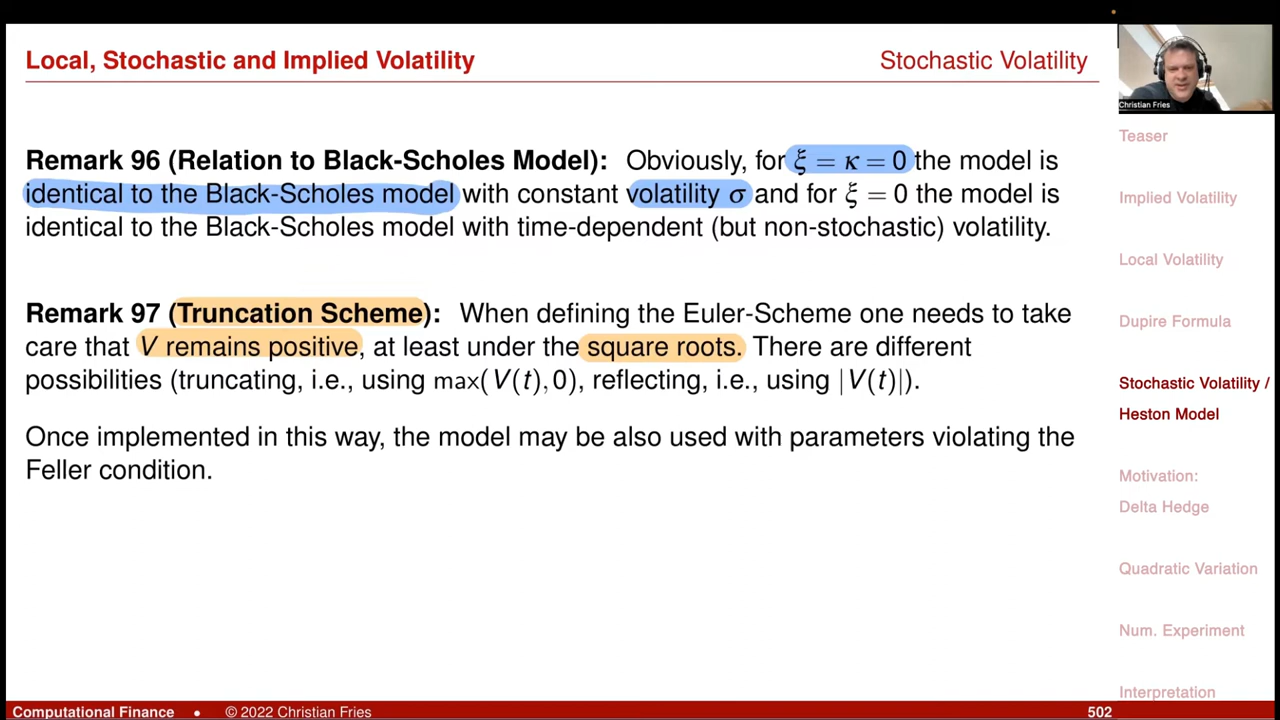 Local, Stochastic and Implied Volatility
Stochastic Volatility
Remark 96 (Relation to Black-Scholes Model): Obviously, for ξ = κ = 0 the model is
identical to the Black-Scholes model with constant volatility σ and for ξ = 0 the model is
identical to the Black-Scholes model with time-dependent (but non-stochastic) volatility.
Remark 97 (Truncation Scheme): When defining the Euler-Scheme one needs to take
care that V remains positive, at least under the square roots. There are different
possibilities (truncating, i.e., using max(V(t),0), reflecting, i.e., using |V(t)|).
Once implemented in this way, the model may be also used with parameters violating the
Feller condition.
Christian Fries
Teaser
Implied Volatility
Local Volatility
Dupire Formula
Stochastic Volatility /
Heston Model
Motivation:
Delta Hedge
Quadratic Variation
Num. Experiment
Interpretation
Computational Finance • © 2022 Christian Fries
502